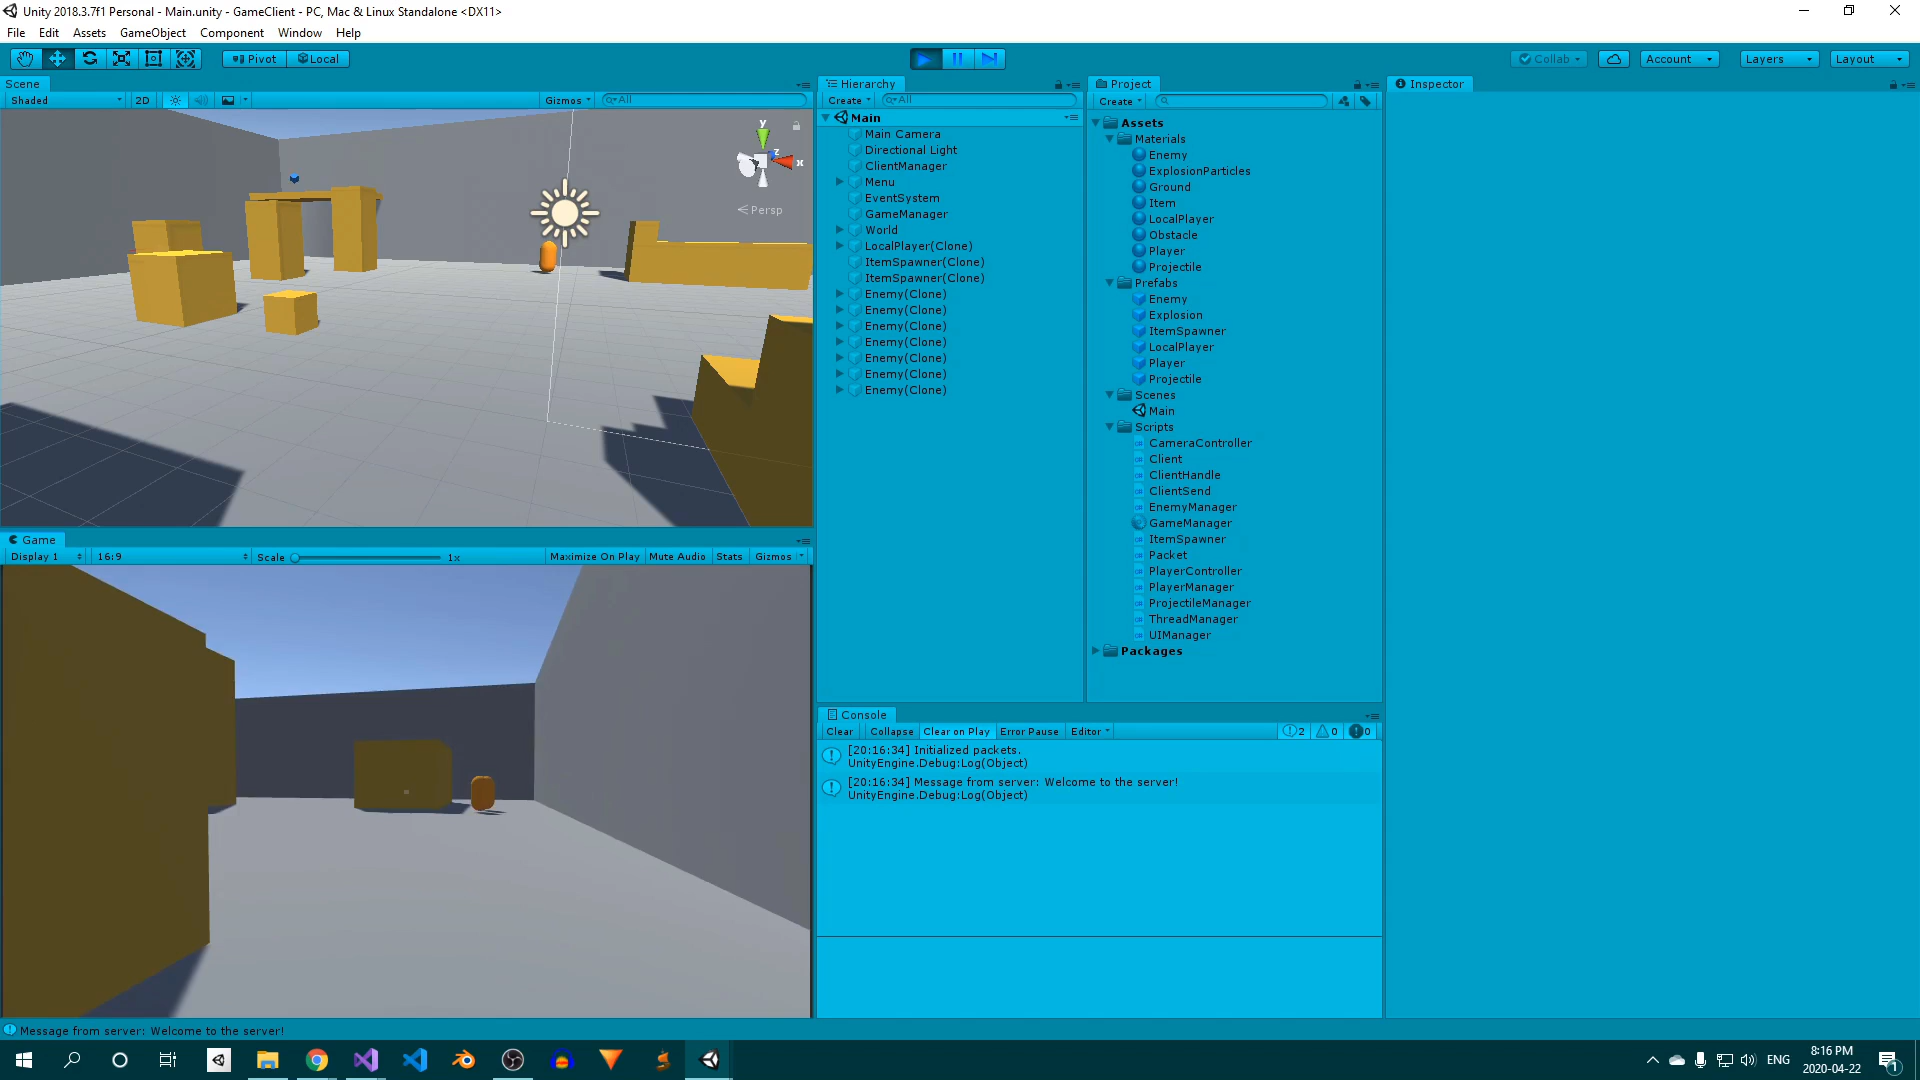 Unity 2018.3.7f1 Personal - Main.unity - GameClient - PC, Mac & Linux Standalone <DX11>
File Edit Assets GameObject Component Window Help
Pivot Local Collab Account Layers Layout
Scene
Shaded 2D Gizmos All
y
z
x
Persp
Game
Display 1 16:9 Scale 1x Maximize On Play Mute Audio Stats Gizmos
Hierarchy
Create All
Main
Main Camera
Directional Light
ClientManager
Menu
EventSystem
GameManager
World
LocalPlayer(Clone)
ItemSpawner(Clone)
ItemSpawner(Clone)
Enemy(Clone)
Enemy(Clone)
Enemy(Clone)
Enemy(Clone)
Enemy(Clone)
Enemy(Clone)
Enemy(Clone)
Project
Create
Assets
Materials
Enemy
ExplosionParticles
Ground
Item
LocalPlayer
Obstacle
Player
Projectile
Prefabs
Enemy
Explosion
ItemSpawner
LocalPlayer
Player
Projectile
Scenes
Main
Scripts
CameraController
Client
ClientHandle
ClientSend
EnemyManager
GameManager
ItemSpawner
Packet
PlayerController
PlayerManager
ProjectileManager
ThreadManager
UIManager
Packages
Inspector
Console
Clear Collapse Clear on Play Error Pause Editor 2 0 0
[20:16:34] Initialized packets.
UnityEngine.Debug:Log(Object)
[20:16:34] Message from server: Welcome to the server!
UnityEngine.Debug:Log(Object)
Message from server: Welcome to the server!
ENG
8:16 PM
2020-04-22
1